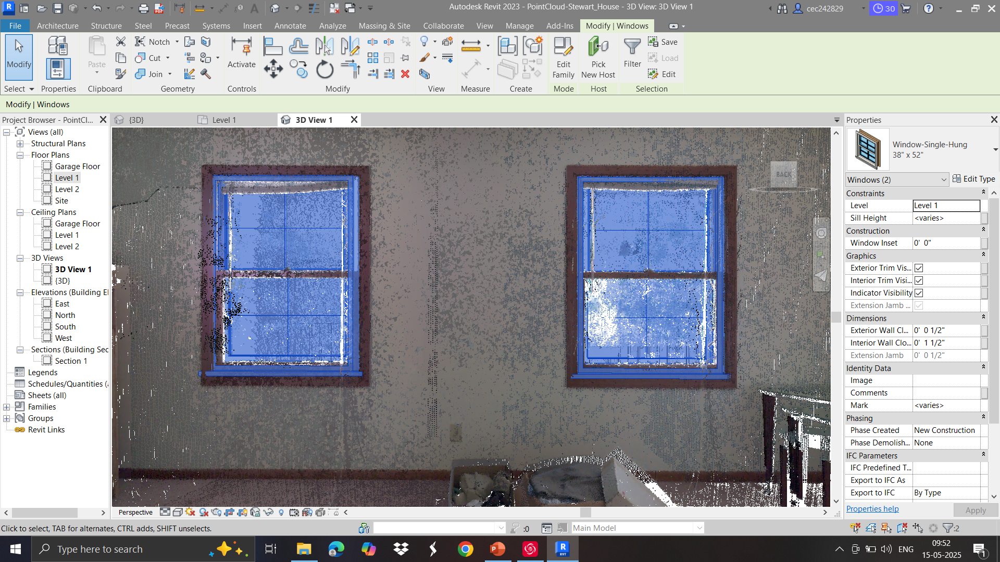 Autodesk Revit 2023 - PointCloud-Stewart_House - 3D View: 3D View 1
cec242829
30
File Architecture Structure Steel Precast Systems Insert Annotate Analyze Massing & Site Collaborate View Manage Add-Ins Modify | Windows
Modify
Paste
Notch
Cut
Join
Activate
Edit Family
Pick New Host
Filter
Save
Load
Edit
Select Properties Clipboard Geometry Controls Modify View Measure Create Mode Host Selection
Modify | Windows
Project Browser - PointCl...
{3D}
Level 1
3D View 1
Views (all)
Structural Plans
Floor Plans
Garage Floor
Level 1
Level 2
Site
Ceiling Plans
Garage Floor
Level 1
Level 2
3D Views
3D View 1
{3D}
Elevations (Building El
East
North
South
West
Sections (Building Sec
Section 1
Legends
Schedules/Quantities (
Sheets (all)
Families
Groups
Revit Links
BACK
Properties
Window-Single-Hung
38" x 52"
Windows (2)
Edit Type
Constraints
Level Level 1
Sill Height <varies>
Construction
Window Inset 0' 0"
Graphics
Exterior Trim Vis...
Interior Trim Visi...
Indicator Visibility
Extension Jamb ...
Dimensions
Exterior Wall Cl... 0' 0 1/2"
Interior Wall Clo... 0' 1 1/2"
Extension Jamb 0' 0 1/2"
Identity Data
Image
Comments
Mark <varies>
Phasing
Phase Created New Construction
Phase Demolish... None
IFC Parameters
IFC Predefined T...
Export to IFC As
Export to IFC By Type
Properties help
Apply
Perspective
Click to select, TAB for alternates, CTRL adds, SHIFT unselects.
:0
Main Model
:2
Type here to search
ENG
09:52
15-05-2025
1